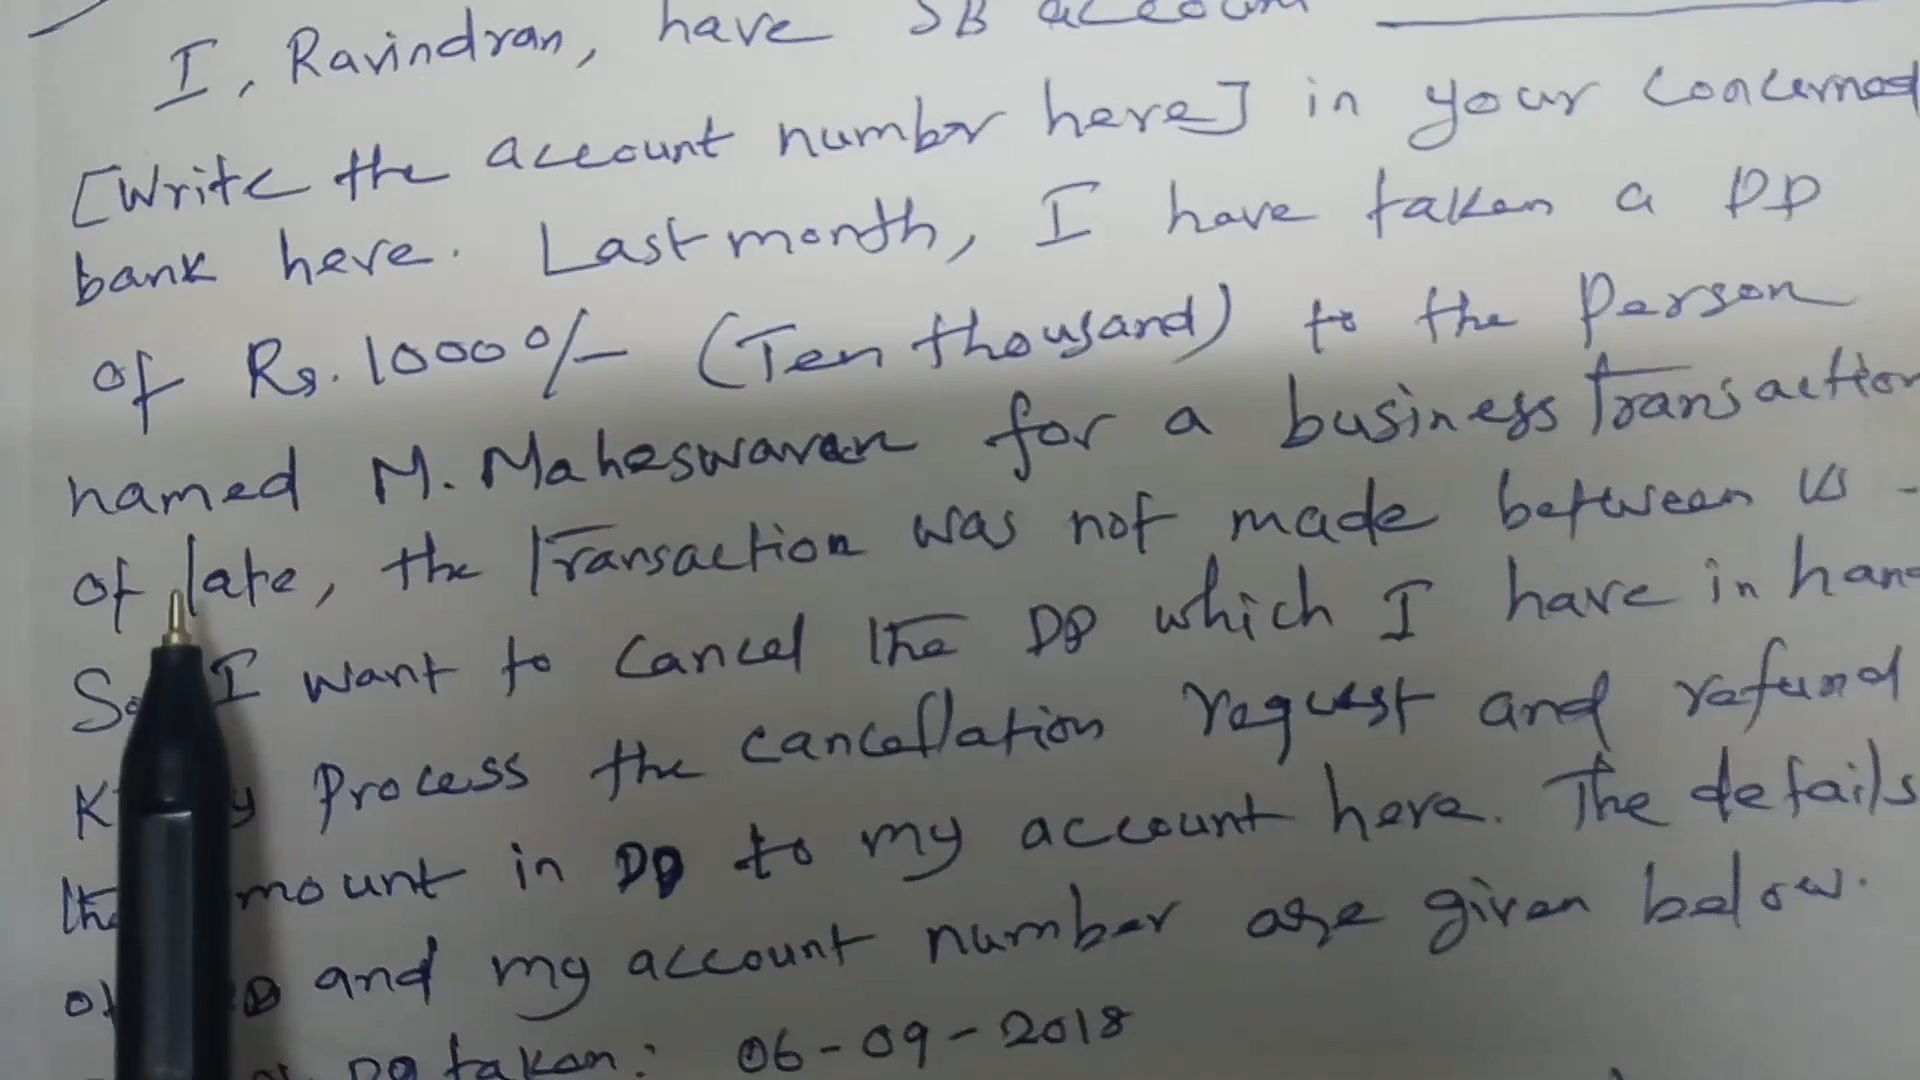 I, Ravindran, have SB account
[Write the account number here] in your concerned
bank here. Last month, I have taken a DD
of Rs. 10000/- (Ten thousand) to the Person
named M. Maheswaran for a business Transaction
of late, the Transaction was not made between us -
So I want to cancel the DD which I have in hand
Process the cancellation request and refund
mount in DD to my account here. The details
and my account number are given below.
DD taken: 06-09-2018